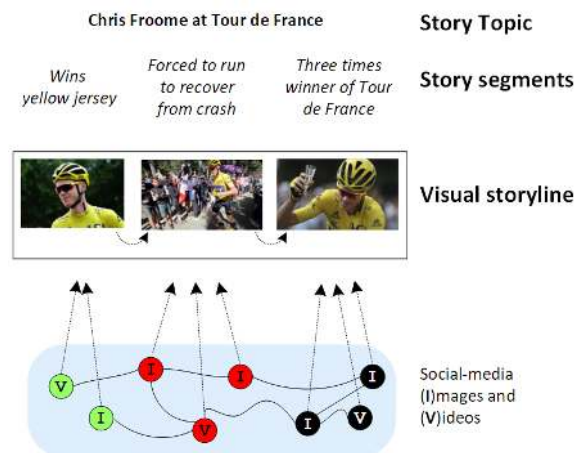 Chris Froome at Tour de France
Story Topic
Wins
yellow jersey
Forced to run
to recover
from crash
Three times
winner of Tour
de France
Story segments
Visual storyline
V
I
I
V
I
I
V
I
Social-media
(I)mages and
(V)ideos